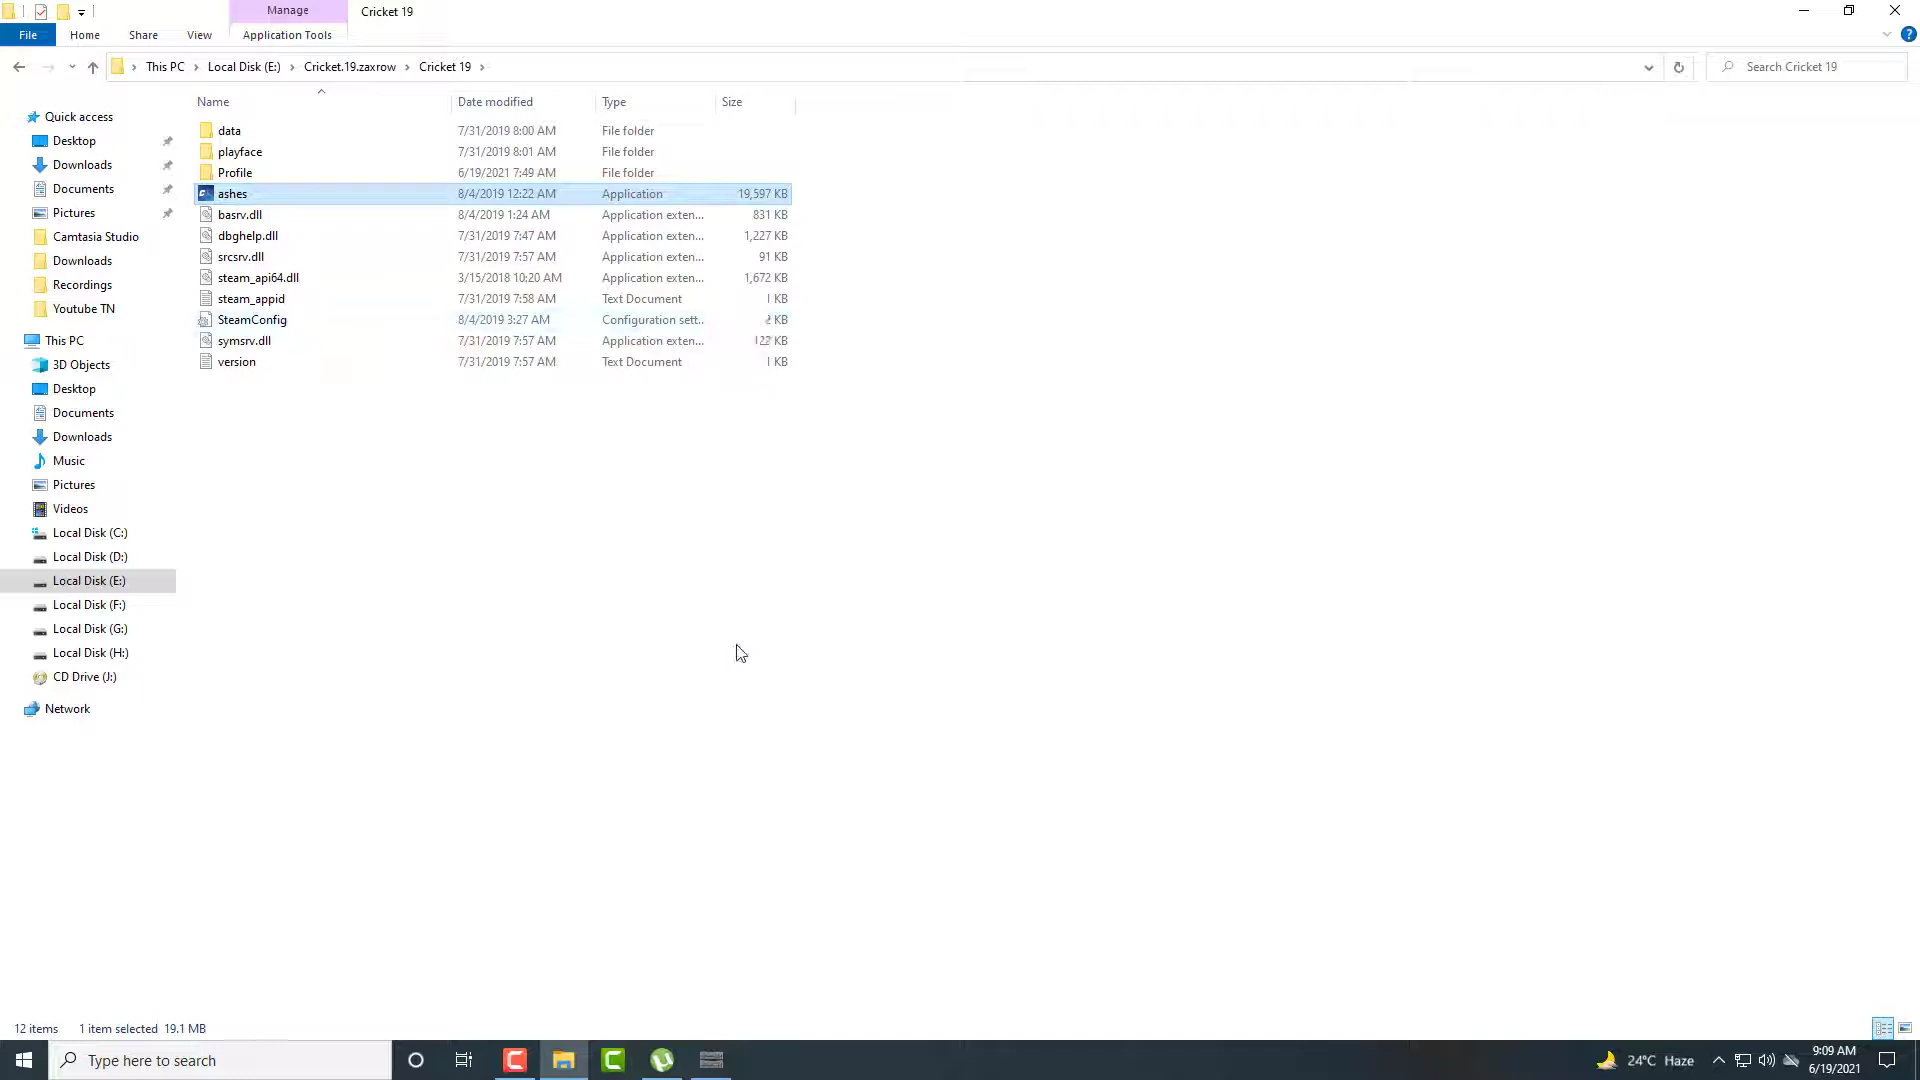 Manage
Cricket 19
File
Home
Share
View
Application Tools
This PC
Local Disk (E:)
Cricket.19.zaxrow
Cricket 19
Search Cricket 19
Name
Date modified
Type
Size
data 7/31/2019 8:00 AM File folder
playface 7/31/2019 8:01 AM File folder
Profile 6/19/2021 7:49 AM File folder
ashes 8/4/2019 12:22 AM Application 19,597 KB
basrv.dll 8/4/2019 1:24 AM Application exten... 831 KB
dbghelp.dll 7/31/2019 7:47 AM Application exten... 1,227 KB
srcsrv.dll 7/31/2019 7:57 AM Application exten... 91 KB
steam_api64.dll 3/15/2018 10:20 AM Application exten... 1,672 KB
steam_appid 7/31/2019 7:58 AM Text Document 1 KB
SteamConfig 8/4/2019 3:27 AM Configuration sett... 2 KB
symsrv.dll 7/31/2019 7:57 AM Application exten... 122 KB
version 7/31/2019 7:57 AM Text Document 1 KB
Quick access
Desktop
Downloads
Documents
Pictures
Camtasia Studio
Downloads
Recordings
Youtube TN
This PC
3D Objects
Desktop
Documents
Downloads
Music
Pictures
Videos
Local Disk (C:)
Local Disk (D:)
Local Disk (E:)
Local Disk (F:)
Local Disk (G:)
Local Disk (H:)
CD Drive (J:)
Network
12 items
1 item selected 19.1 MB
Type here to search
24°C Haze
9:09 AM
6/19/2021